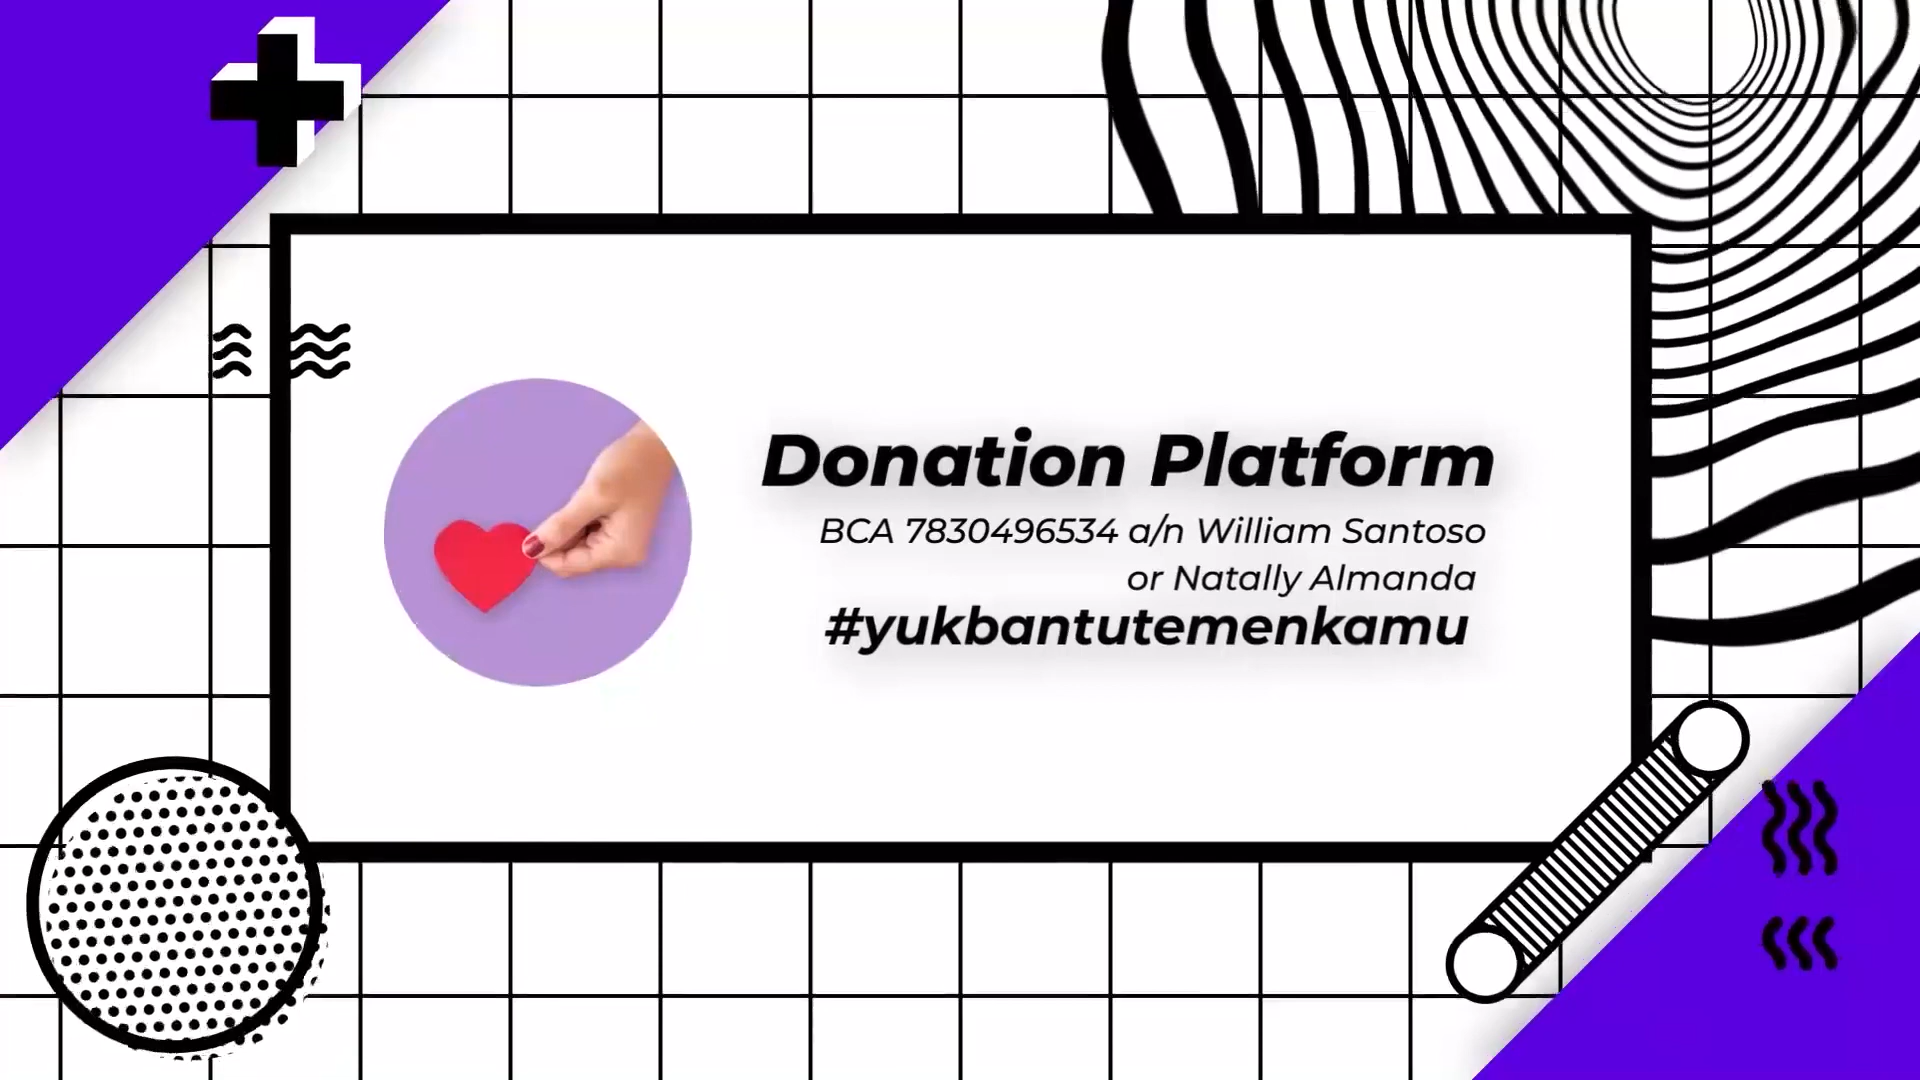 Donation Platform
BCA 7830496534 a/n William Santoso
or Natally Almanda
#yukbantutemenkamu